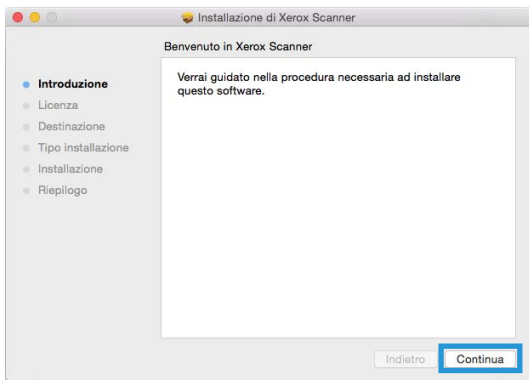 Installazione di Xerox Scanner
Benvenuto in Xerox Scanner
Introduzione
Licenza
Destinazione
Tipo installazione
Installazione
Riepilogo
Verrai guidato nella procedura necessaria ad installare
questo software.
Indietro
Continua